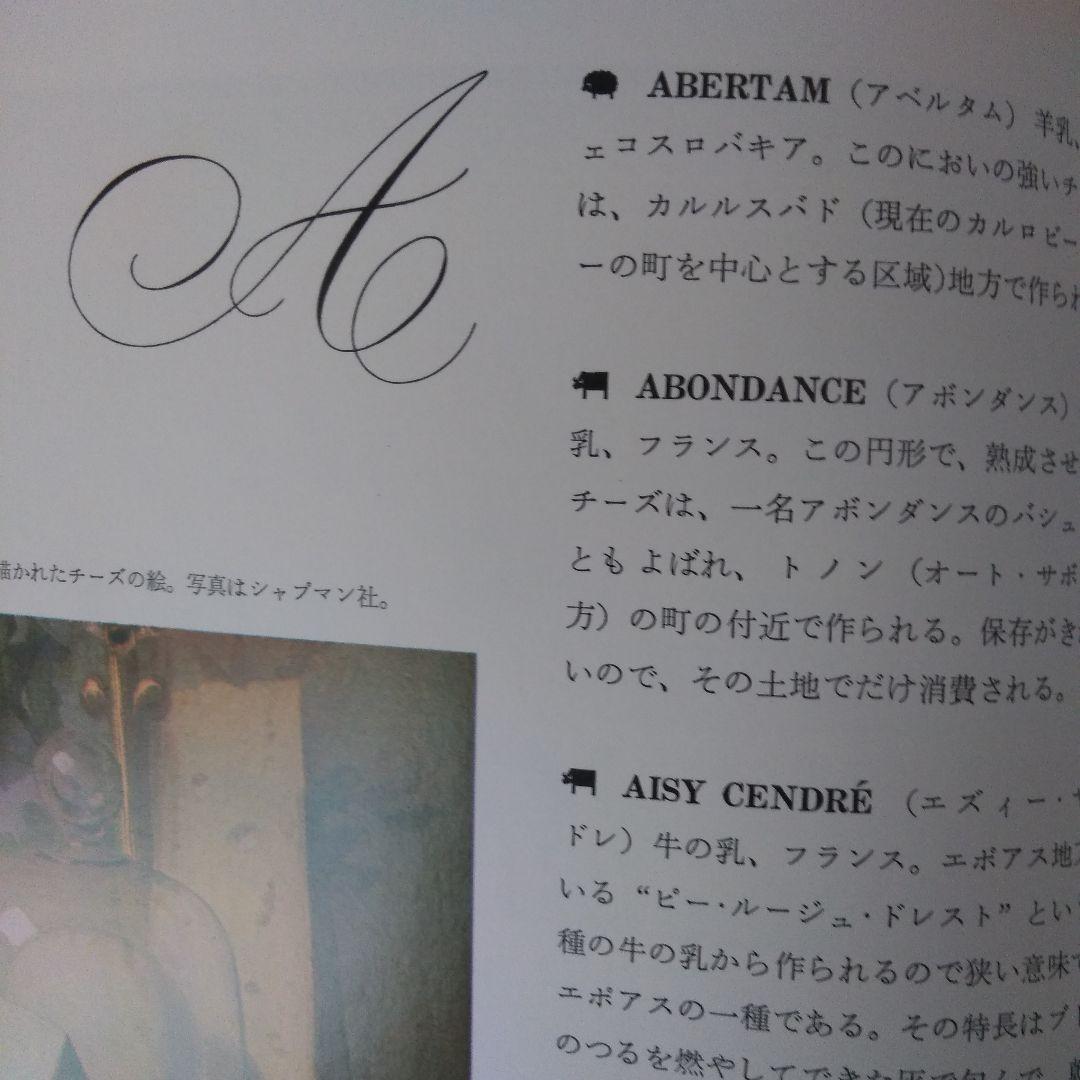 A
ABERTAM（アベルタム）羊乳、
ェコスロバキア。このにおいの強いチ
は、カルルスバド（現在のカルロビー
ーの町を中心とする区域）地方で作られ
ABONDANCE（アボンダンス）
乳、フランス。この円形で、熟成させ
チーズは、一名アボンダンスのバシュ
ともよばれ、トノン（オート・サボ
方）の町の付近で作られる。保存がき
いので、その土地でだけ消費される。
AISY CENDRÉ（エズィー・サ
ドレ）牛の乳、フランス。エポアス地方
いる“ピー・ルージュ・ドレスト”とい
種の牛の乳から作られるので狭い意味で
エポアスの一種である。その特長はブ
のつるを燃やしてできた灰で包んで、
描かれたチーズの絵。写真はシャプマン社。